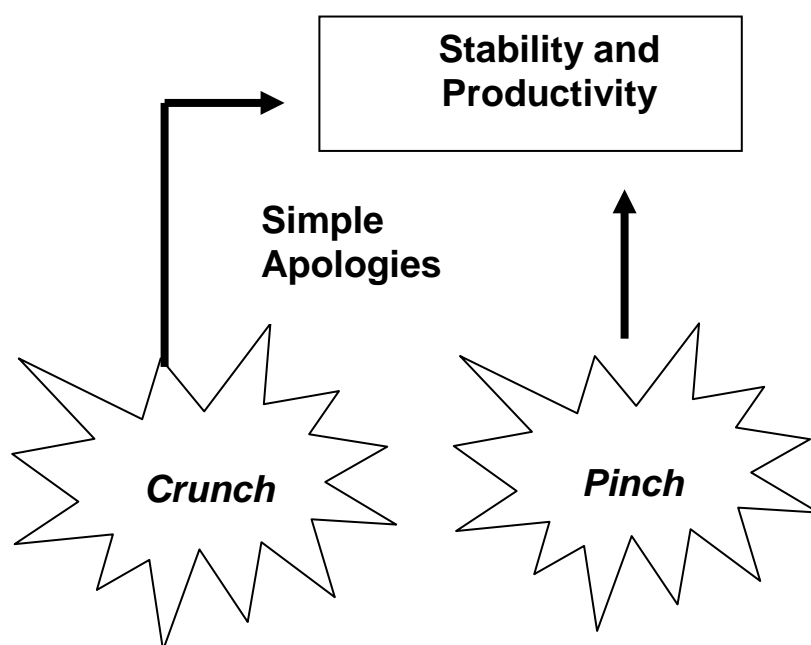 Stability and
Productivity
Simple
Apologies
Crunch
Pinch